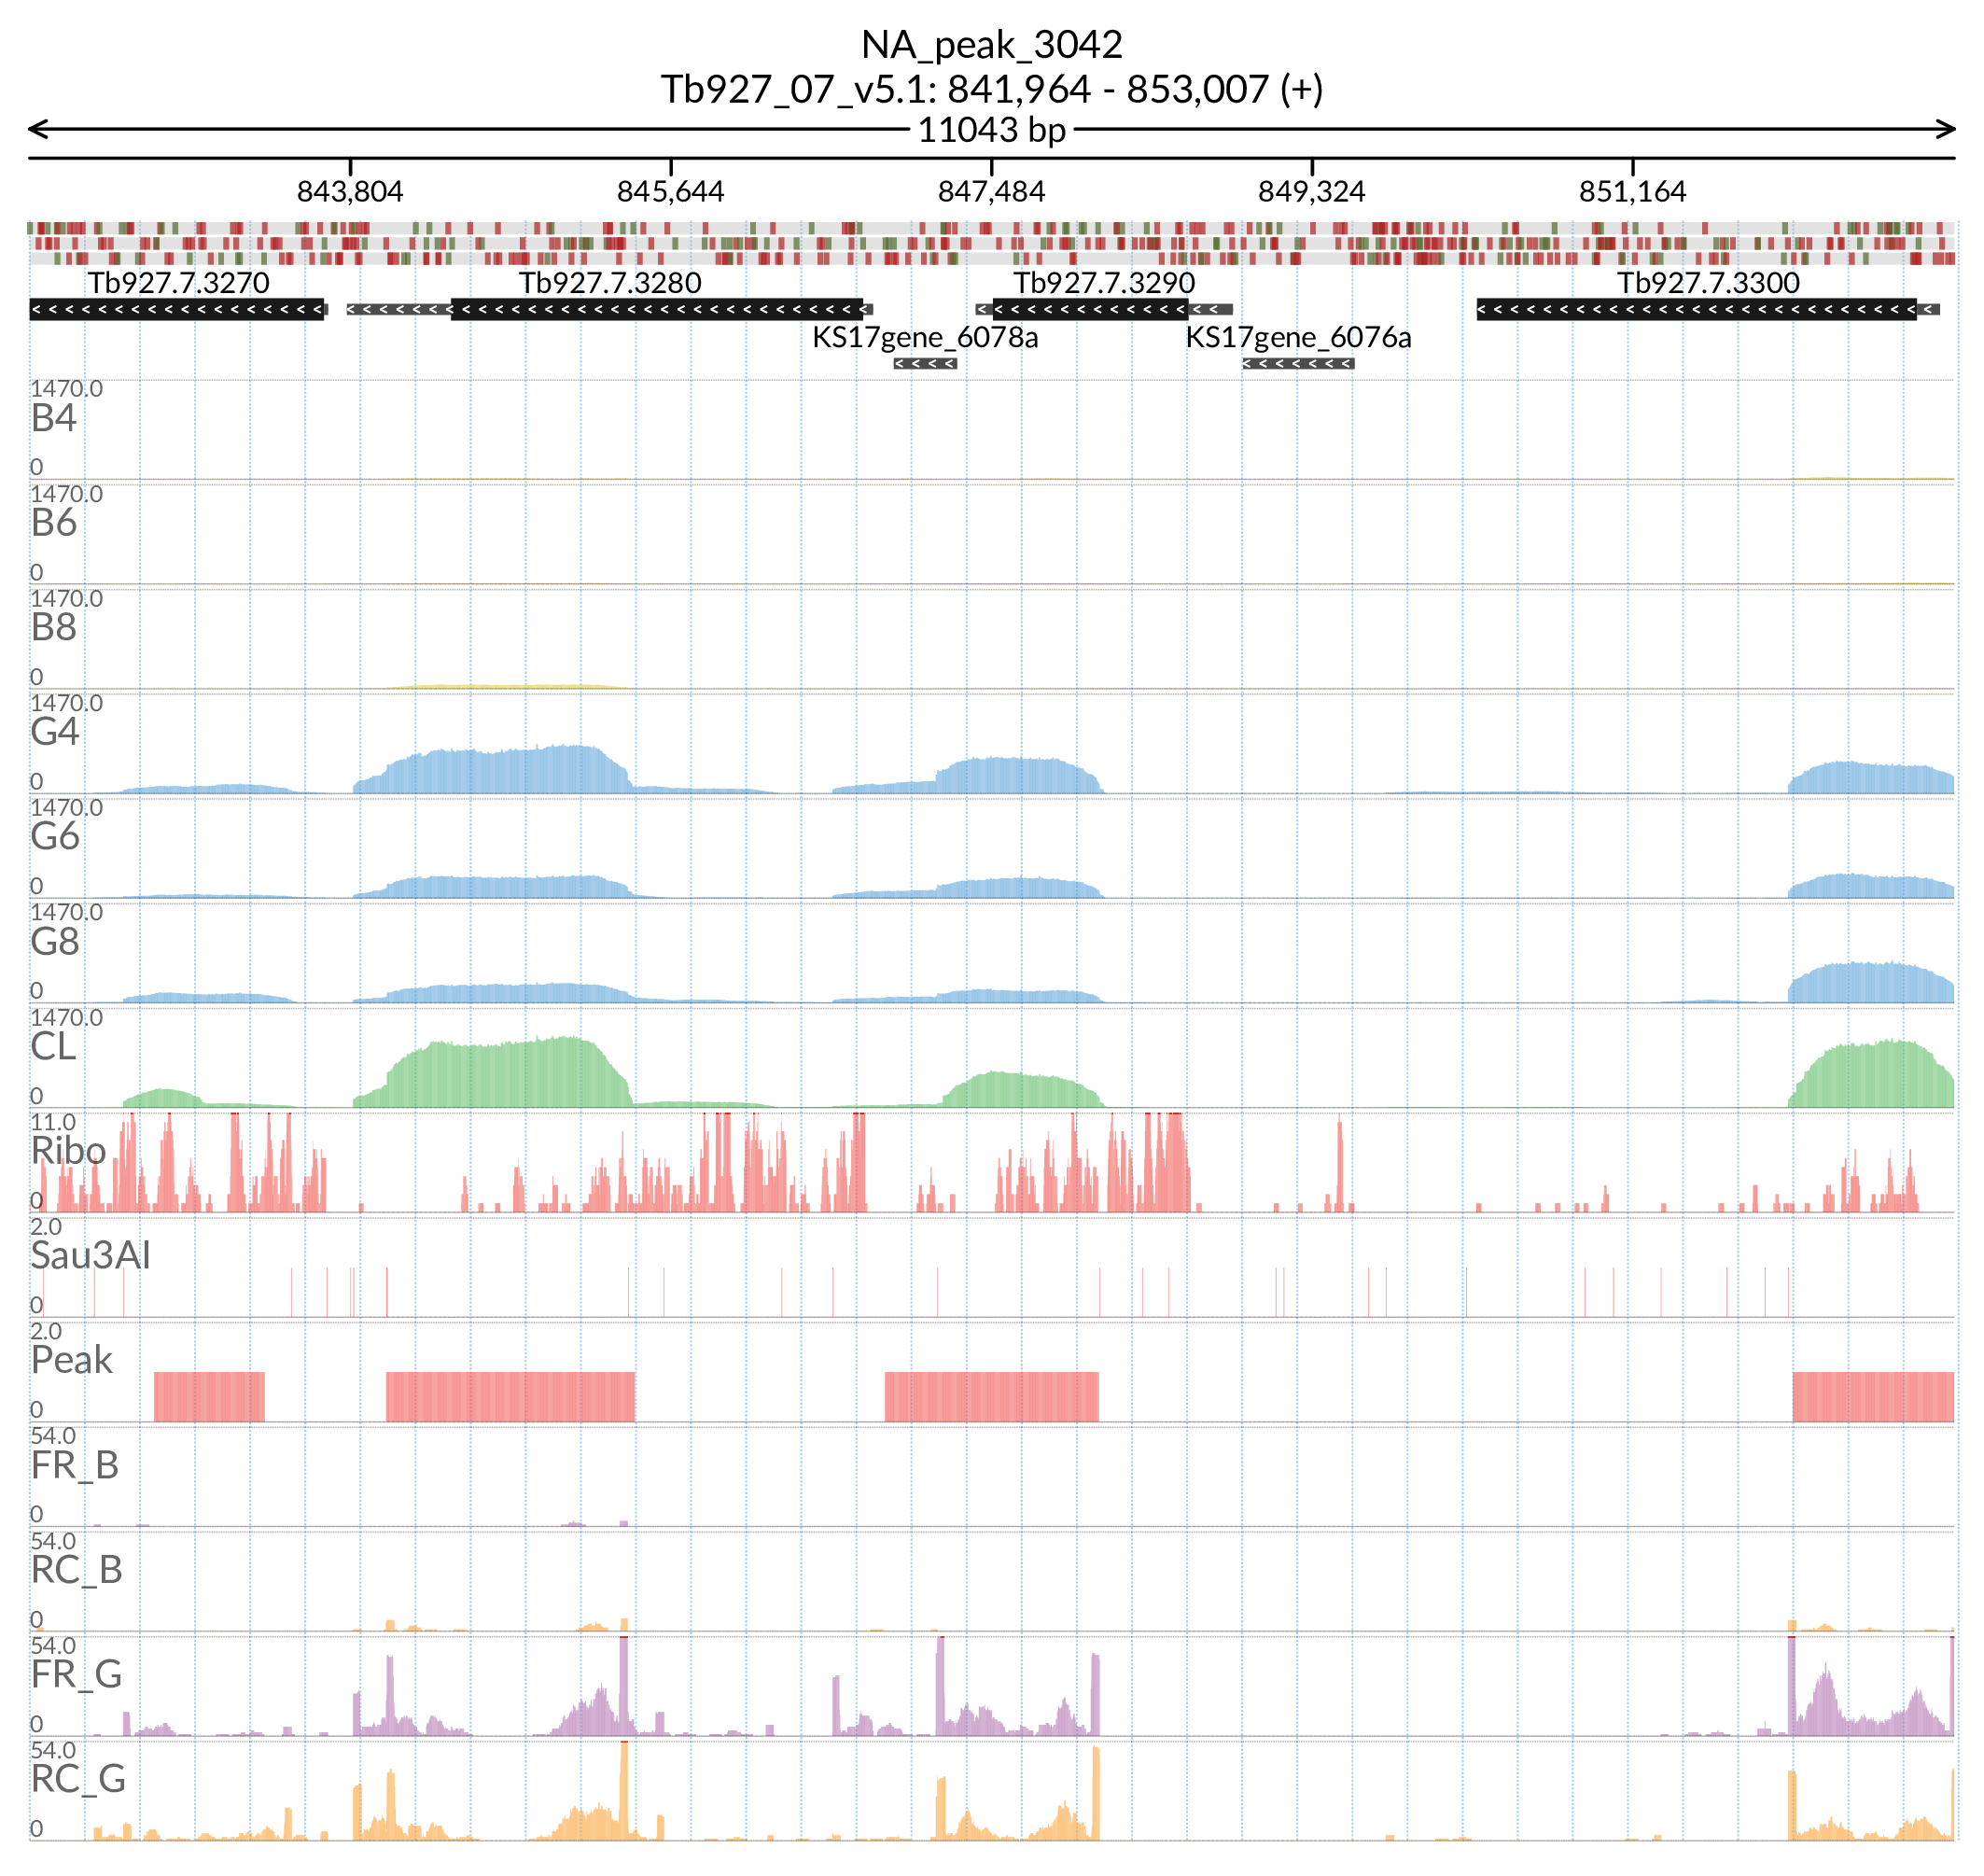 NA_peak_3042
Tb927_07_v5.1: 841,964 - 853,007 (+)
11043 bp
843,804 845,644 847,484 849,324 851,164
Tb927.7.3270 Tb927.7.3280 Tb927.7.3290 Tb927.7.3300
KS17gene_6078a KS17gene_6076a
1470.0
B4
0
1470.0
B6
0
1470.0
B8
0
1470.0
G4
0
1470.0
G6
0
1470.0
G8
0
1470.0
CL
0
11.0
Ribo
0
2.0
Sau3AI
0
2.0
Peak
0
54.0
FR_B
0
54.0
RC_B
0
54.0
FR_G
0
54.0
RC_G
0